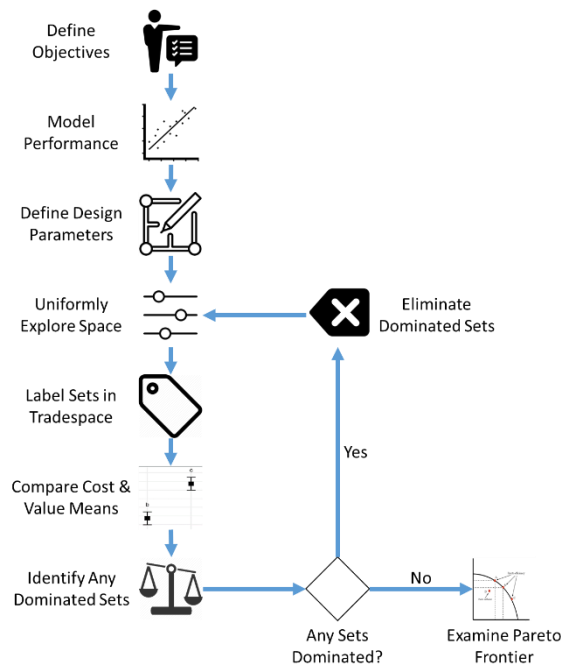 Define
Objectives
Model
Performance
Define Design
Parameters
Uniformly
Explore Space
Eliminate
Dominated Sets
Label Sets in
Tradespace
Yes
Compare Cost &
Value Means
Identify Any
Dominated Sets
No
Any Sets
Dominated?
Examine Pareto
Frontier